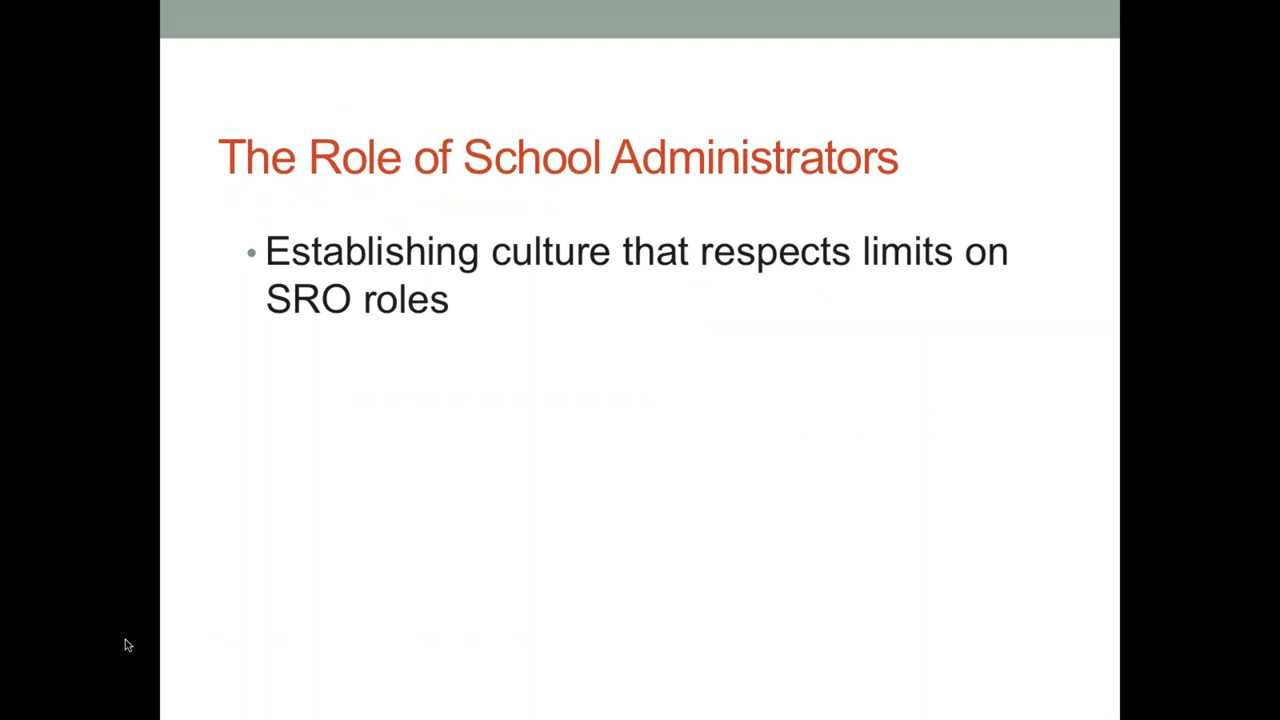 The Role of School Administrators
• Establishing culture that respects limits on
SRO roles